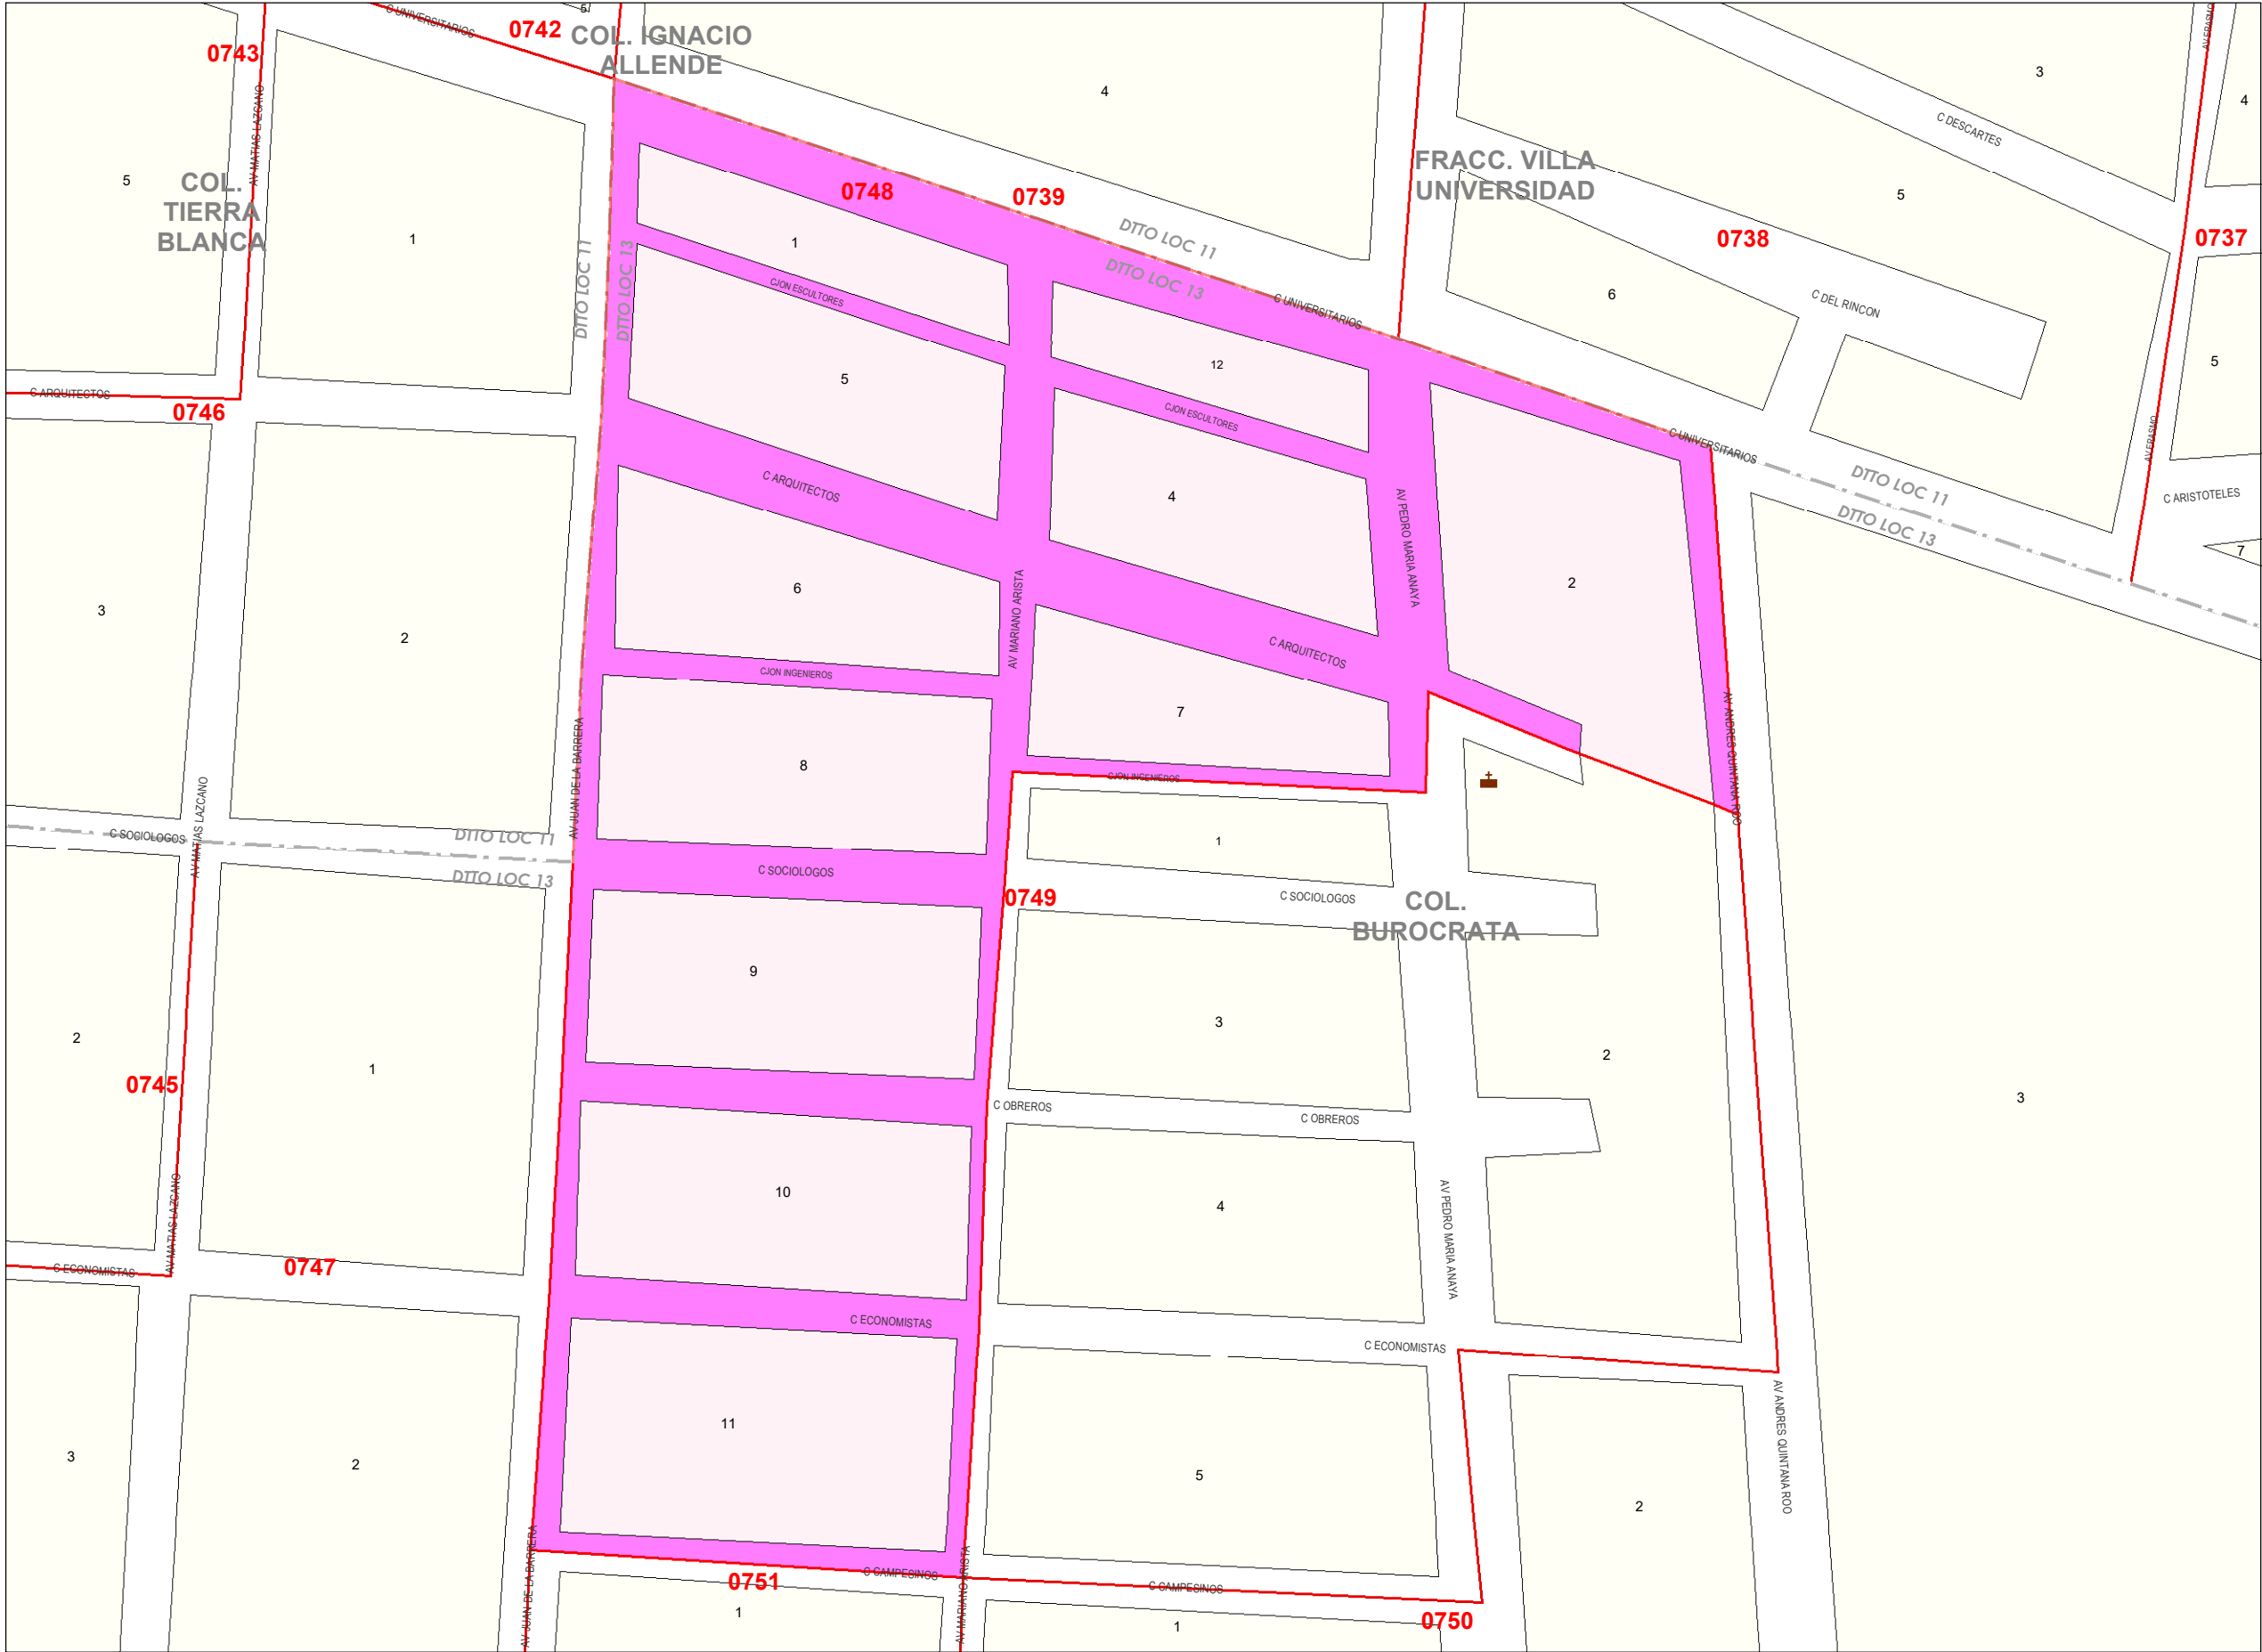 5
C UNIVERSITARIOS
0742
COL. IGNACIO
ALLENDE
0743
4
3
AV ERASMO
4
AV MATIAS LAZCANO
C DESCARTES
5
COL.
TIERRA
BLANCA
1
0748
0739
FRACC. VILLA
UNIVERSIDAD
5
0738
0737
DTTO LOC 11
DTTO LOC 13
1
DTTO LOC 11
DTTO LOC 13
CJON ESCULTORES
C UNIVERSITARIOS
6
C DEL RINCON
5
12
5
C ARQUITECTOS
0746
CJON ESCULTORES
C UNIVERSITARIOS
AV ERASMO
C ARQUITECTOS
4
AV PEDRO MARIA ANAYA
DTTO LOC 11
DTTO LOC 13
C ARISTOTELES
7
3
2
6
AV MARIANO ARISTA
2
C ARQUITECTOS
CJON INGENIEROS
7
AV ANDRES QUINTANA ROO
AV JUAN DE LA BARRERA
8
CJON INGENIEROS
AV MATIAS LAZCANO
C SOCIOLOGOS
DTTO LOC 11
DTTO LOC 13
1
C SOCIOLOGOS
0749
C SOCIOLOGOS
COL.
BUROCRATA
9
3
2
2
1
0745
3
C OBREROS
C OBREROS
10
4
AV MATIAS LAZCANO
AV PEDRO MARIA ANAYA
C ECONOMISTAS
0747
C ECONOMISTAS
C ECONOMISTAS
AV ANDRES QUINTANA ROO
11
3
2
5
2
AV JUAN DE LA BARRERA
C CAMPESINOS
AV MARIANO ARISTA
0751
C CAMPESINOS
1
1
0750